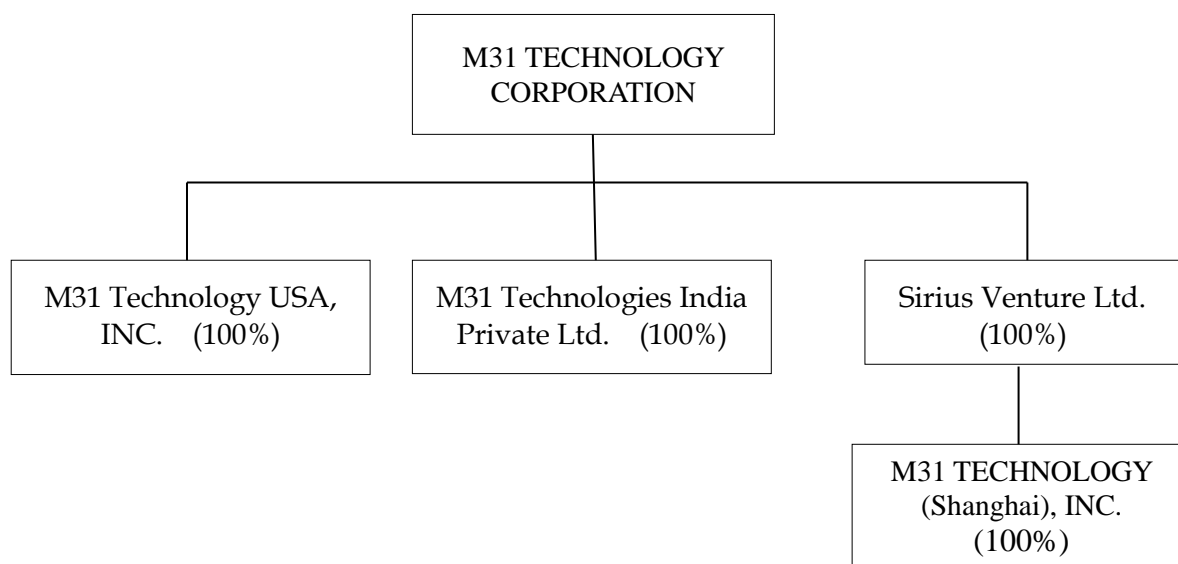 M31 TECHNOLOGY
CORPORATION
M31 Technology USA,
INC. (100%)
M31 Technologies India
Private Ltd. (100%)
Sirius Venture Ltd.
(100%)
M31 TECHNOLOGY
(Shanghai), INC.
(100%)